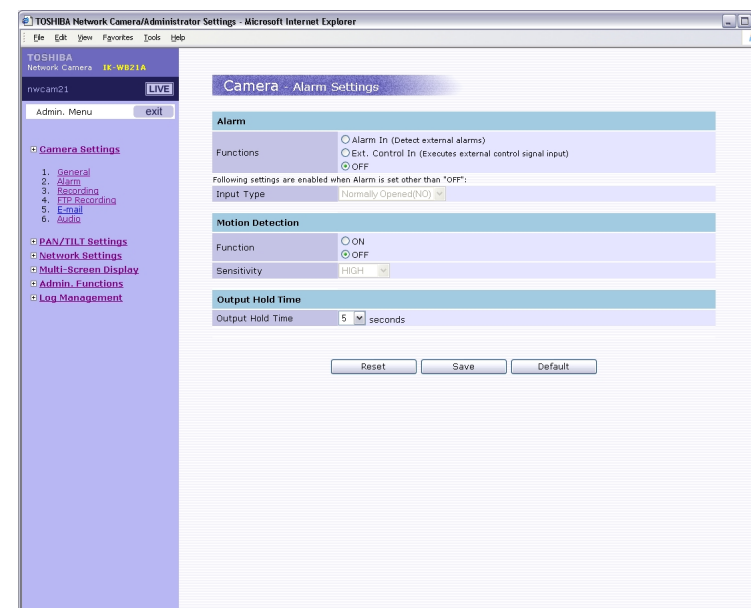 TOSHIBA Network Camera/Administrator Settings - Microsoft Internet Explorer
File Edit View Favorites Tools Help
TOSHIBA
Network Camera IK-WB21A
nwcam21 LIVE
Admin. Menu exit
Camera Settings
1. General
2. Alarm
3. Recording
4. FTP Recording
5. E-mail
6. Audio
PAN/TILT Settings
Network Settings
Multi-Screen Display
Admin. Functions
Log Management
Camera - Alarm Settings
Alarm
Functions
Alarm In (Detect external alarms)
Ext. Control In (Executes external control signal input)
OFF
Following settings are enabled when Alarm is set other than "OFF":
Input Type Normally Opened(NO)
Motion Detection
Function
ON
OFF
Sensitivity HIGH
Output Hold Time
Output Hold Time 5 seconds
Reset Save Default